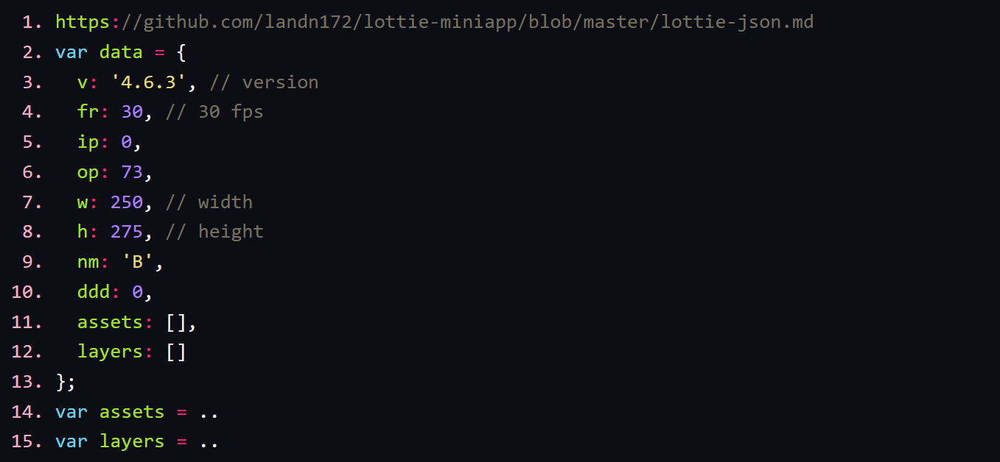 1. https://github.com/landn172/lottie-miniapp/blob/master/lottie-json.md
2. var data = {
3.   v: '4.6.3', // version
4.   fr: 30, // 30 fps
5.   ip: 0,
6.   op: 73,
7.   w: 250, // width
8.   h: 275, // height
9.   nm: 'B',
10.   ddd: 0,
11.   assets: [],
12.   layers: []
13. };
14. var assets = ..
15. var layers = ..